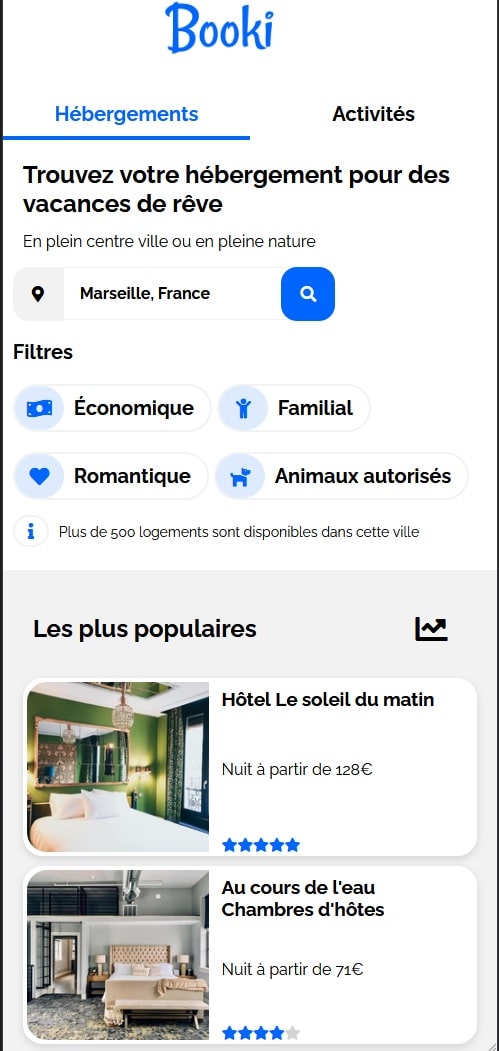 Booki
Hébergements
Activités
Trouvez votre hébergement pour des
vacances de rêve
En plein centre ville ou en pleine nature
Marseille, France
Filtres
Économique
Familial
Romantique
Animaux autorisés
Plus de 500 logements sont disponibles dans cette ville
Les plus populaires
Hôtel Le soleil du matin
Nuit à partir de 128€
Au cours de l'eau
Chambres d'hôtes
Nuit à partir de 71€